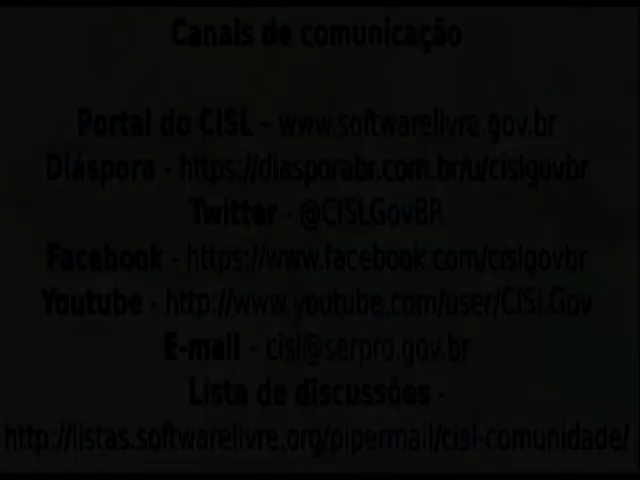 Canais de comunicação
Portal do CISL - www.softwarelivre.gov.br
Diáspora - https://diasporabr.com.br/u/cislgovbr
Twitter - @CISLGovBR
Facebook - https://www.facebook.com/cislgovbr
Youtube - http://www.youtube.com/user/CISLGov
E-mail - cisl@serpro.gov.br
Lista de discussões -
http://listas.softwarelivre.org/pipermail/cisl-comunidade/